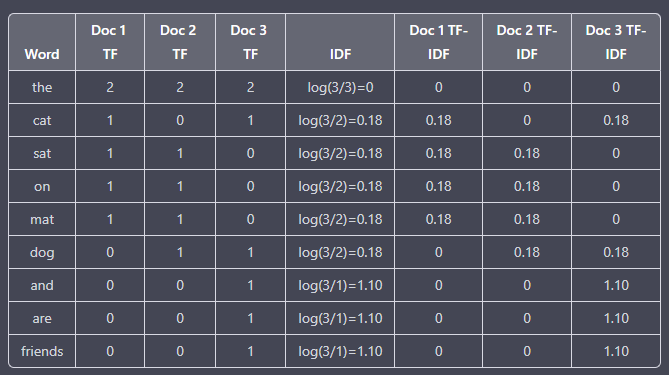 Word Doc 1 TF Doc 2 TF Doc 3 TF IDF Doc 1 TF-IDF Doc 2 TF-IDF Doc 3 TF-IDF
the 2 2 2 log(3/3)=0 0 0 0
cat 1 0 1 log(3/2)=0.18 0.18 0 0.18
sat 1 1 0 log(3/2)=0.18 0.18 0.18 0
on 1 1 0 log(3/2)=0.18 0.18 0.18 0
mat 1 1 0 log(3/2)=0.18 0.18 0.18 0
dog 0 1 1 log(3/2)=0.18 0 0.18 0.18
and 0 0 1 log(3/1)=1.10 0 0 1.10
are 0 0 1 log(3/1)=1.10 0 0 1.10
friends 0 0 1 log(3/1)=1.10 0 0 1.10